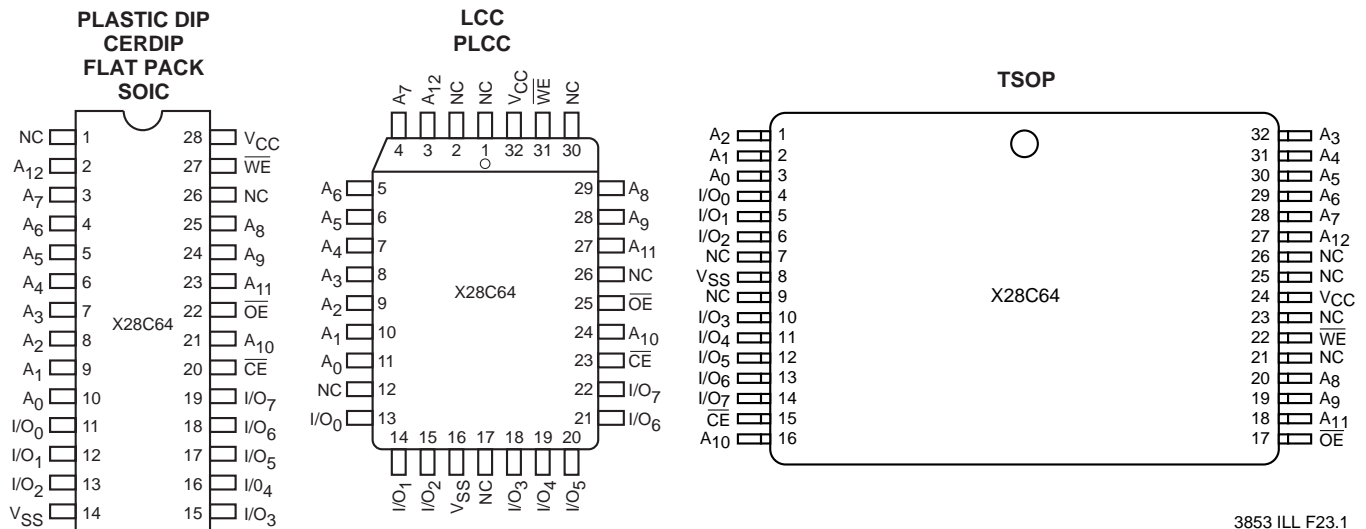 PLASTIC DIP
CERDIP
FLAT PACK
SOIC
NC 1 28 VCC
A12 2 27 WE
A7 3 26 NC
A6 4 25 A8
A5 5 24 A9
A4 6 23 A11
A3 7 22 OE
X28C64
A2 8 21 A10
A1 9 20 CE
A0 10 19 I/O7
I/O0 11 18 I/O6
I/O1 12 17 I/O5
I/O2 13 16 I/04
VSS 14 15 I/O3
LCC
PLCC
A7 A12 NC NC VCC WE NC
4 3 2 1 32 31 30
A6 5 29 A8
A5 6 28 A9
A4 7 27 A11
A3 8 26 NC
X28C64
A2 9 25 OE
A1 10 24 A10
A0 11 23 CE
NC 12 22 I/O7
I/O0 13 21 I/O6
14 15 16 17 18 19 20
I/O1 I/O2 VSS NC I/O3 I/O4 I/O5
TSOP
A2 1 32 A3
A1 2 31 A4
A0 3 30 A5
I/O0 4 29 A6
I/O1 5 28 A7
I/O2 6 27 A12
NC 7 26 NC
VSS 8 25 NC
NC 9 24 VCC
X28C64
I/O3 10 23 NC
I/O4 11 22 WE
I/O5 12 21 NC
I/O6 13 20 A8
I/O7 14 19 A9
CE 15 18 A11
A10 16 17 OE
3853 ILL F23.1